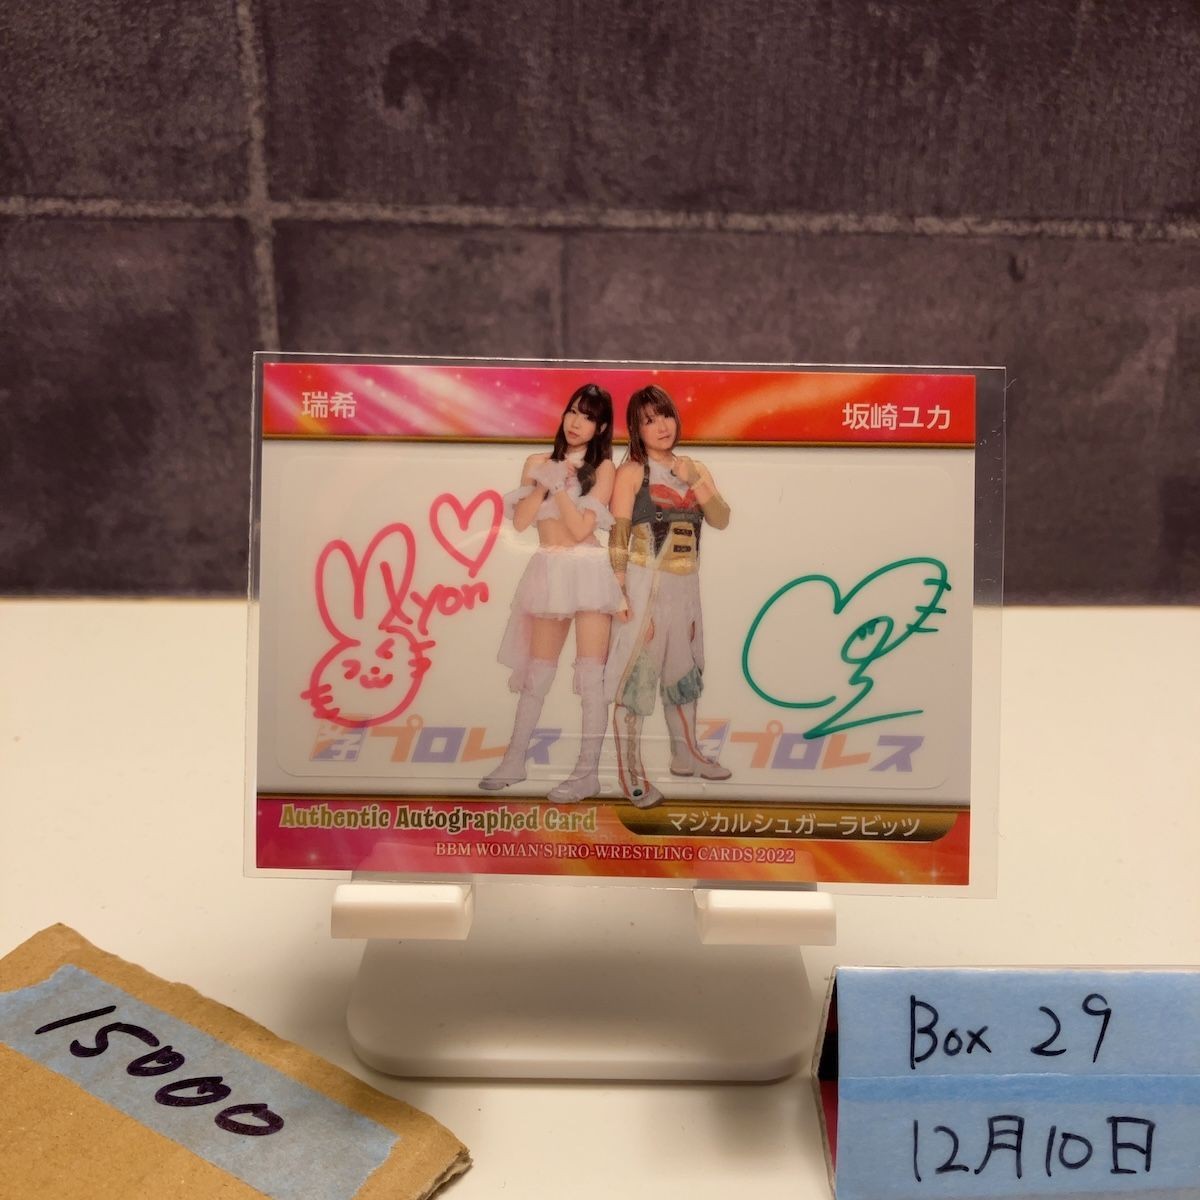 瑞希
坂崎ユカ
Ryon
プロレス
プロレス
Authentic Autographed Card
マジカルシュガーラビッツ
BBM WOMAN'S PRO-WRESTLING CARDS 2022
15000
Box 29
12月10日